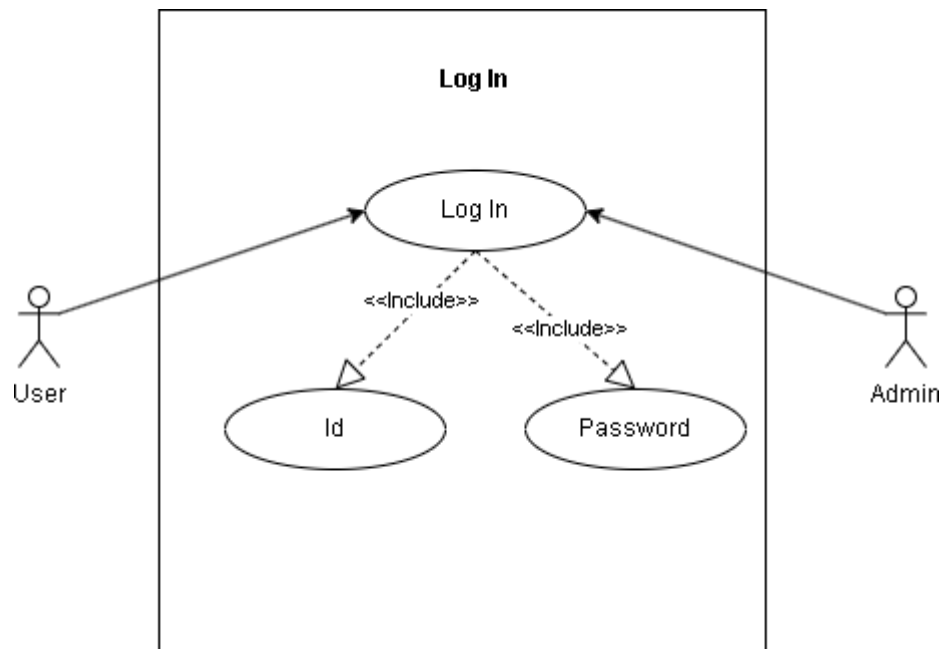 Log In
Log In
<<Include>>
<<Include>>
User
Admin
Id
Password